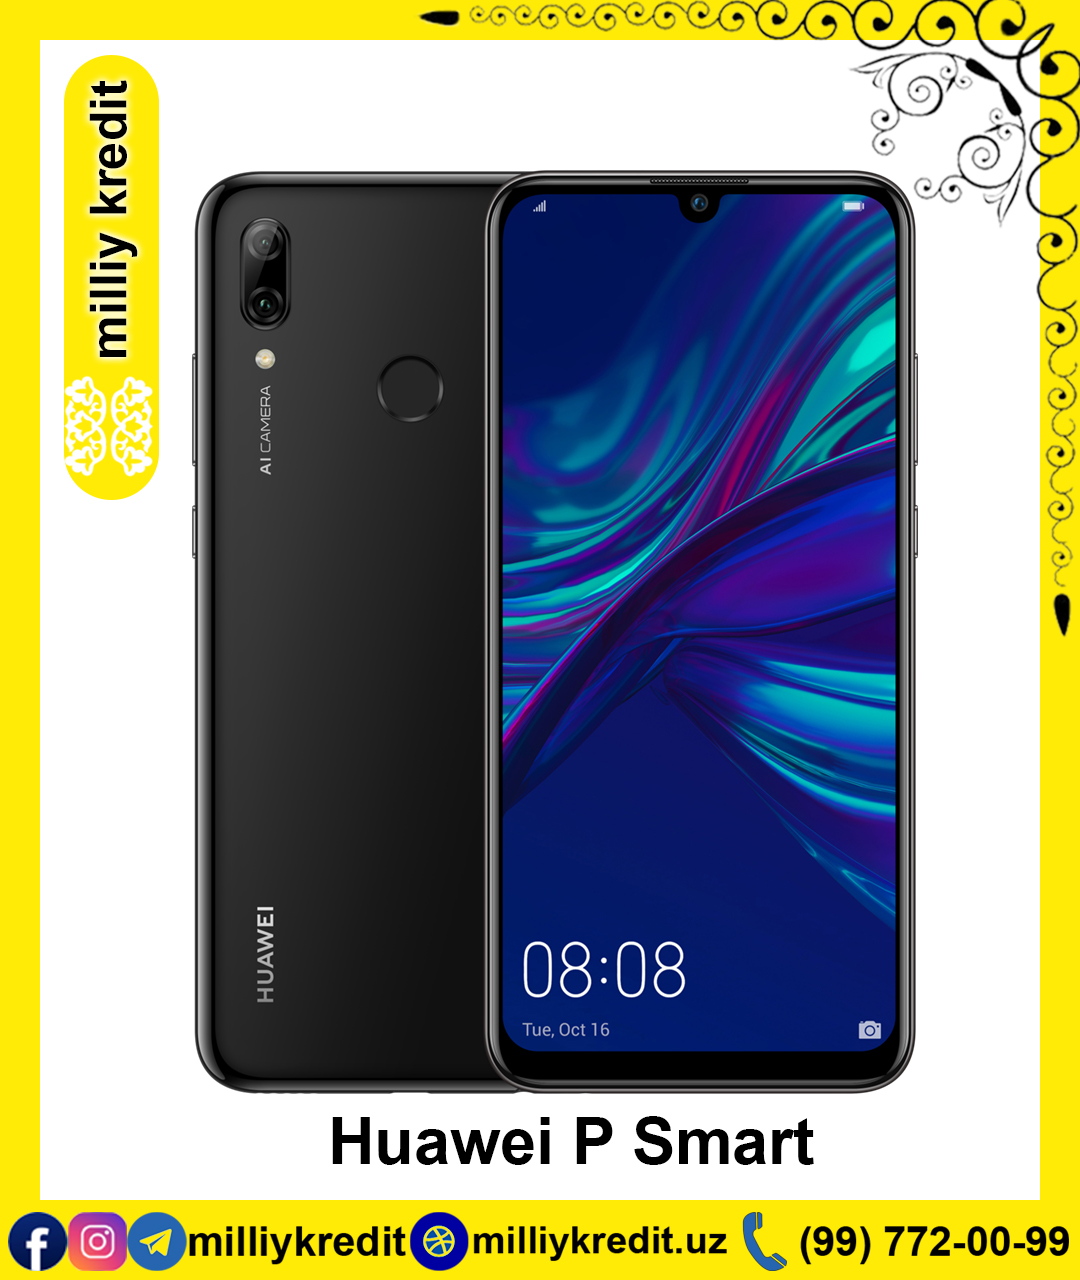 milliy kredit
AI CAMERA
HUAWEI
08:08
Tue, Oct 16
Huawei P Smart
milliykredit milliykredit.uz (99) 772-00-99